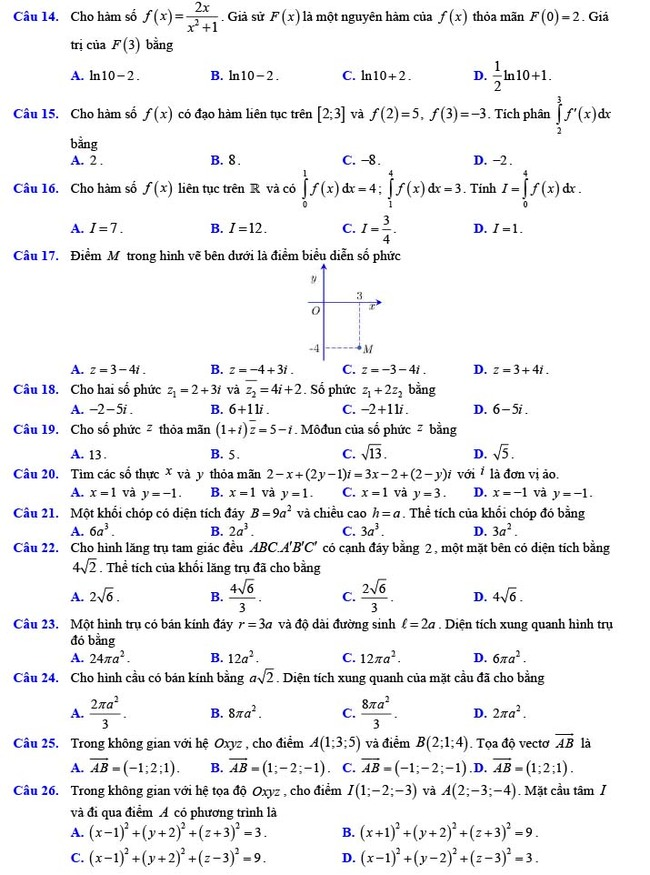 Câu 14. Cho hàm số f(x) = 2x/(x² + 1). Giả sử F(x) là một nguyên hàm của f(x) thỏa mãn F(0) = 2. Giá
trị của F(3) bằng
A. ln10 − 2. B. ln10 − 2. C. ln10 + 2. D. 1/2 ln10 + 1.
Câu 15. Cho hàm số f(x) có đạo hàm liên tục trên [2;3] và f(2) = 5, f(3) = −3. Tích phân ∫₂³ f′(x)dx
bằng
A. 2. B. 8. C. −8. D. −2.
Câu 16. Cho hàm số f(x) liên tục trên ℝ và có ∫₀¹ f(x)dx = 4; ∫₁⁴ f(x)dx = 3. Tính I = ∫₀⁴ f(x)dx.
A. I = 7. B. I = 12. C. I = 3/4. D. I = 1.
Câu 17. Điểm M trong hình vẽ bên dưới là điểm biểu diễn số phức
y
3
O x
-4 M
A. z = 3 − 4i. B. z = −4 + 3i. C. z = −3 − 4i. D. z = 3 + 4i.
Câu 18. Cho hai số phức z₁ = 2 + 3i và z̅₂ = 4i + 2. Số phức z₁ + 2z₂ bằng
A. −2 − 5i. B. 6 + 11i. C. −2 + 11i. D. 6 − 5i.
Câu 19. Cho số phức z thỏa mãn (1 + i)z̅ = 5 − i. Môđun của số phức z bằng
A. 13. B. 5. C. √13. D. √5.
Câu 20. Tìm các số thực x và y thỏa mãn 2 − x + (2y − 1)i = 3x − 2 + (2 − y)i với i là đơn vị ảo.
A. x = 1 và y = −1. B. x = 1 và y = 1. C. x = 1 và y = 3. D. x = −1 và y = −1.
Câu 21. Một khối chóp có diện tích đáy B = 9a² và chiều cao h = a. Thể tích của khối chóp đó bằng
A. 6a³. B. 2a³. C. 3a³. D. 3a².
Câu 22. Cho hình lăng trụ tam giác đều ABC.A′B′C′ có cạnh đáy bằng 2, một mặt bên có diện tích bằng
4√2. Thể tích của khối lăng trụ đã cho bằng
A. 2√6. B. 4√6/3. C. 2√6/3. D. 4√6.
Câu 23. Một hình trụ có bán kính đáy r = 3a và độ dài đường sinh ℓ = 2a. Diện tích xung quanh hình trụ
đó bằng
A. 24πa². B. 12a². C. 12πa². D. 6πa².
Câu 24. Cho hình cầu có bán kính bằng a√2. Diện tích xung quanh của mặt cầu đã cho bằng
A. 2πa²/3. B. 8πa². C. 8πa²/3. D. 2πa².
Câu 25. Trong không gian với hệ Oxyz, cho điểm A(1;3;5) và điểm B(2;1;4). Tọa độ vectơ AB⃗ là
A. AB⃗ = (−1;2;1). B. AB⃗ = (1;−2;−1). C. AB⃗ = (−1;−2;−1). D. AB⃗ = (1;2;1).
Câu 26. Trong không gian với hệ tọa độ Oxyz, cho điểm I(1;−2;−3) và A(2;−3;−4). Mặt cầu tâm I
và đi qua điểm A có phương trình là
A. (x−1)² + (y+2)² + (z+3)² = 3. B. (x+1)² + (y+2)² + (z+3)² = 9.
C. (x−1)² + (y+2)² + (z−3)² = 9. D. (x−1)² + (y−2)² + (z−3)² = 3.